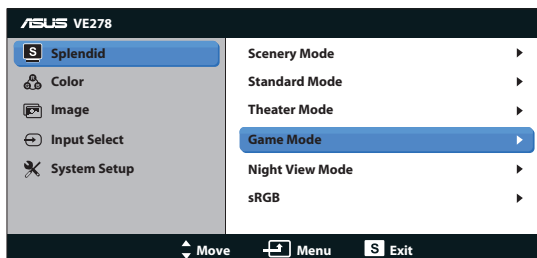 ASUS VE278
S Splendid
Color
Image
Input Select
System Setup
Scenery Mode
Standard Mode
Theater Mode
Game Mode
Night View Mode
sRGB
Move Menu S Exit